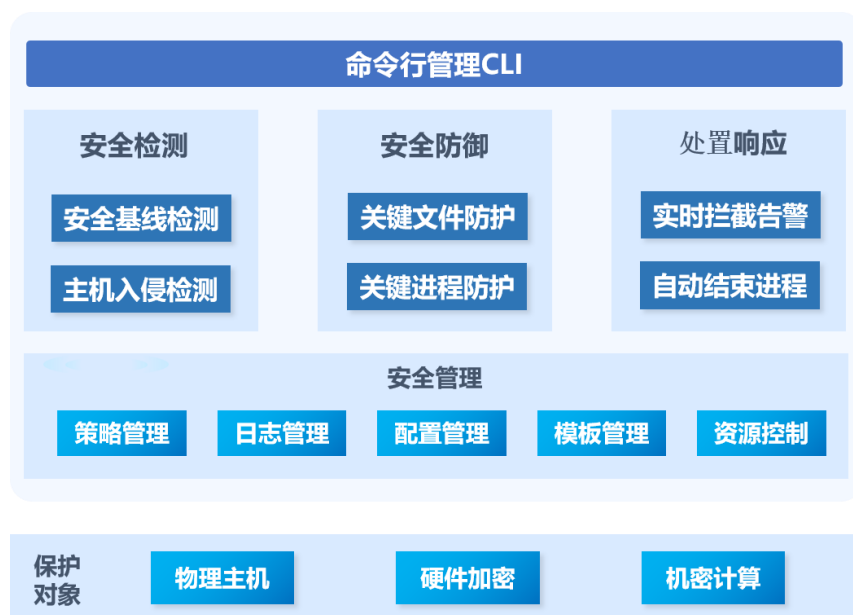 命令行管理CLI
安全检测
安全防御
处置响应
安全基线检测
关键文件防护
实时拦截告警
主机入侵检测
关键进程防护
自动结束进程
安全管理
策略管理
日志管理
配置管理
模板管理
资源控制
保护
对象
物理主机
硬件加密
机密计算